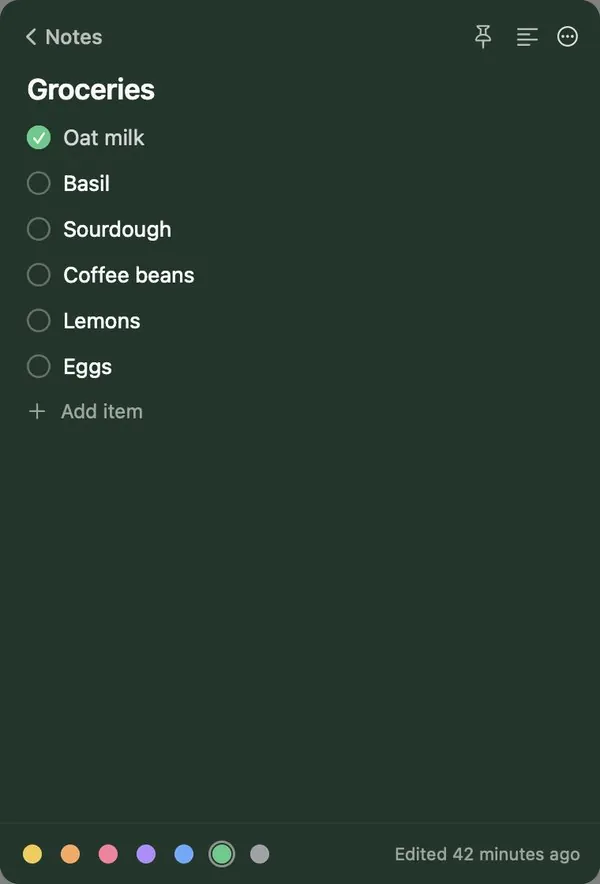 Notes
Groceries
Oat milk
Basil
Sourdough
Coffee beans
Lemons
Eggs
Add item
Edited 42 minutes ago